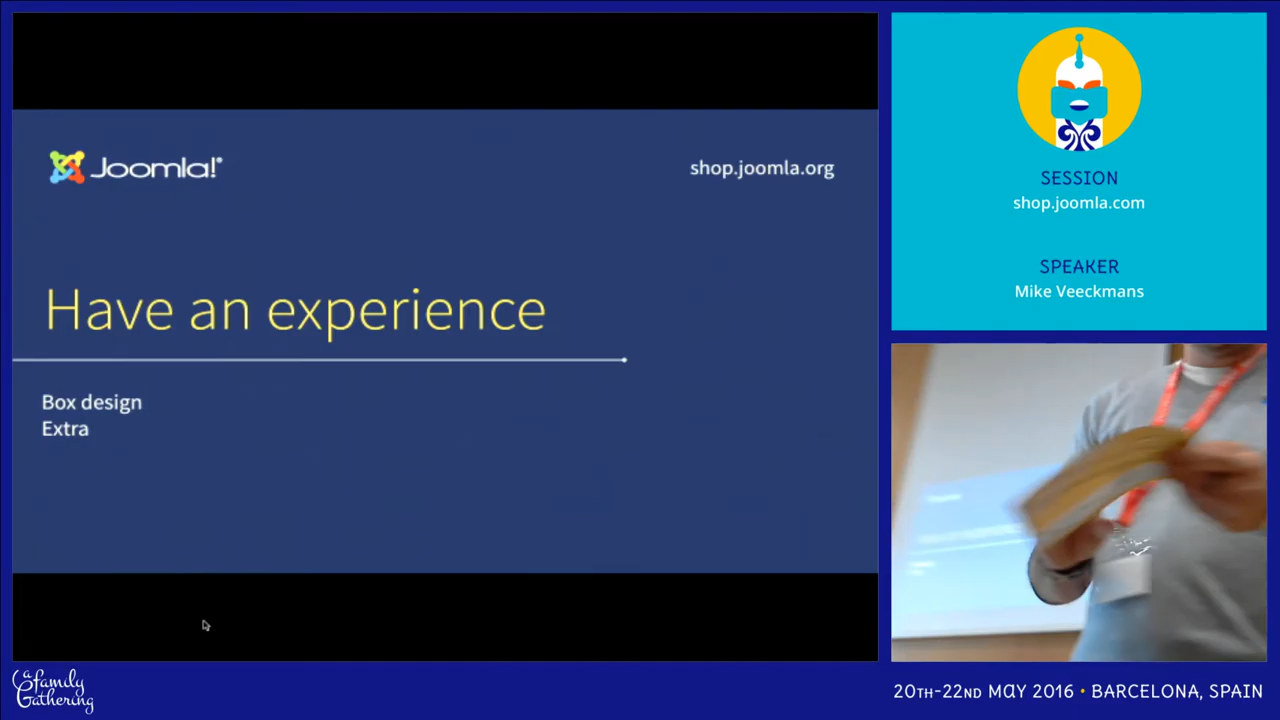 Joomla!®
shop.joomla.org
Have an experience
Box design
Extra
SESSION
shop.joomla.com
SPEAKER
Mike Veeckmans
a family
Gathering
20TH-22ND MAY 2016 • BARCELONA, SPAIN